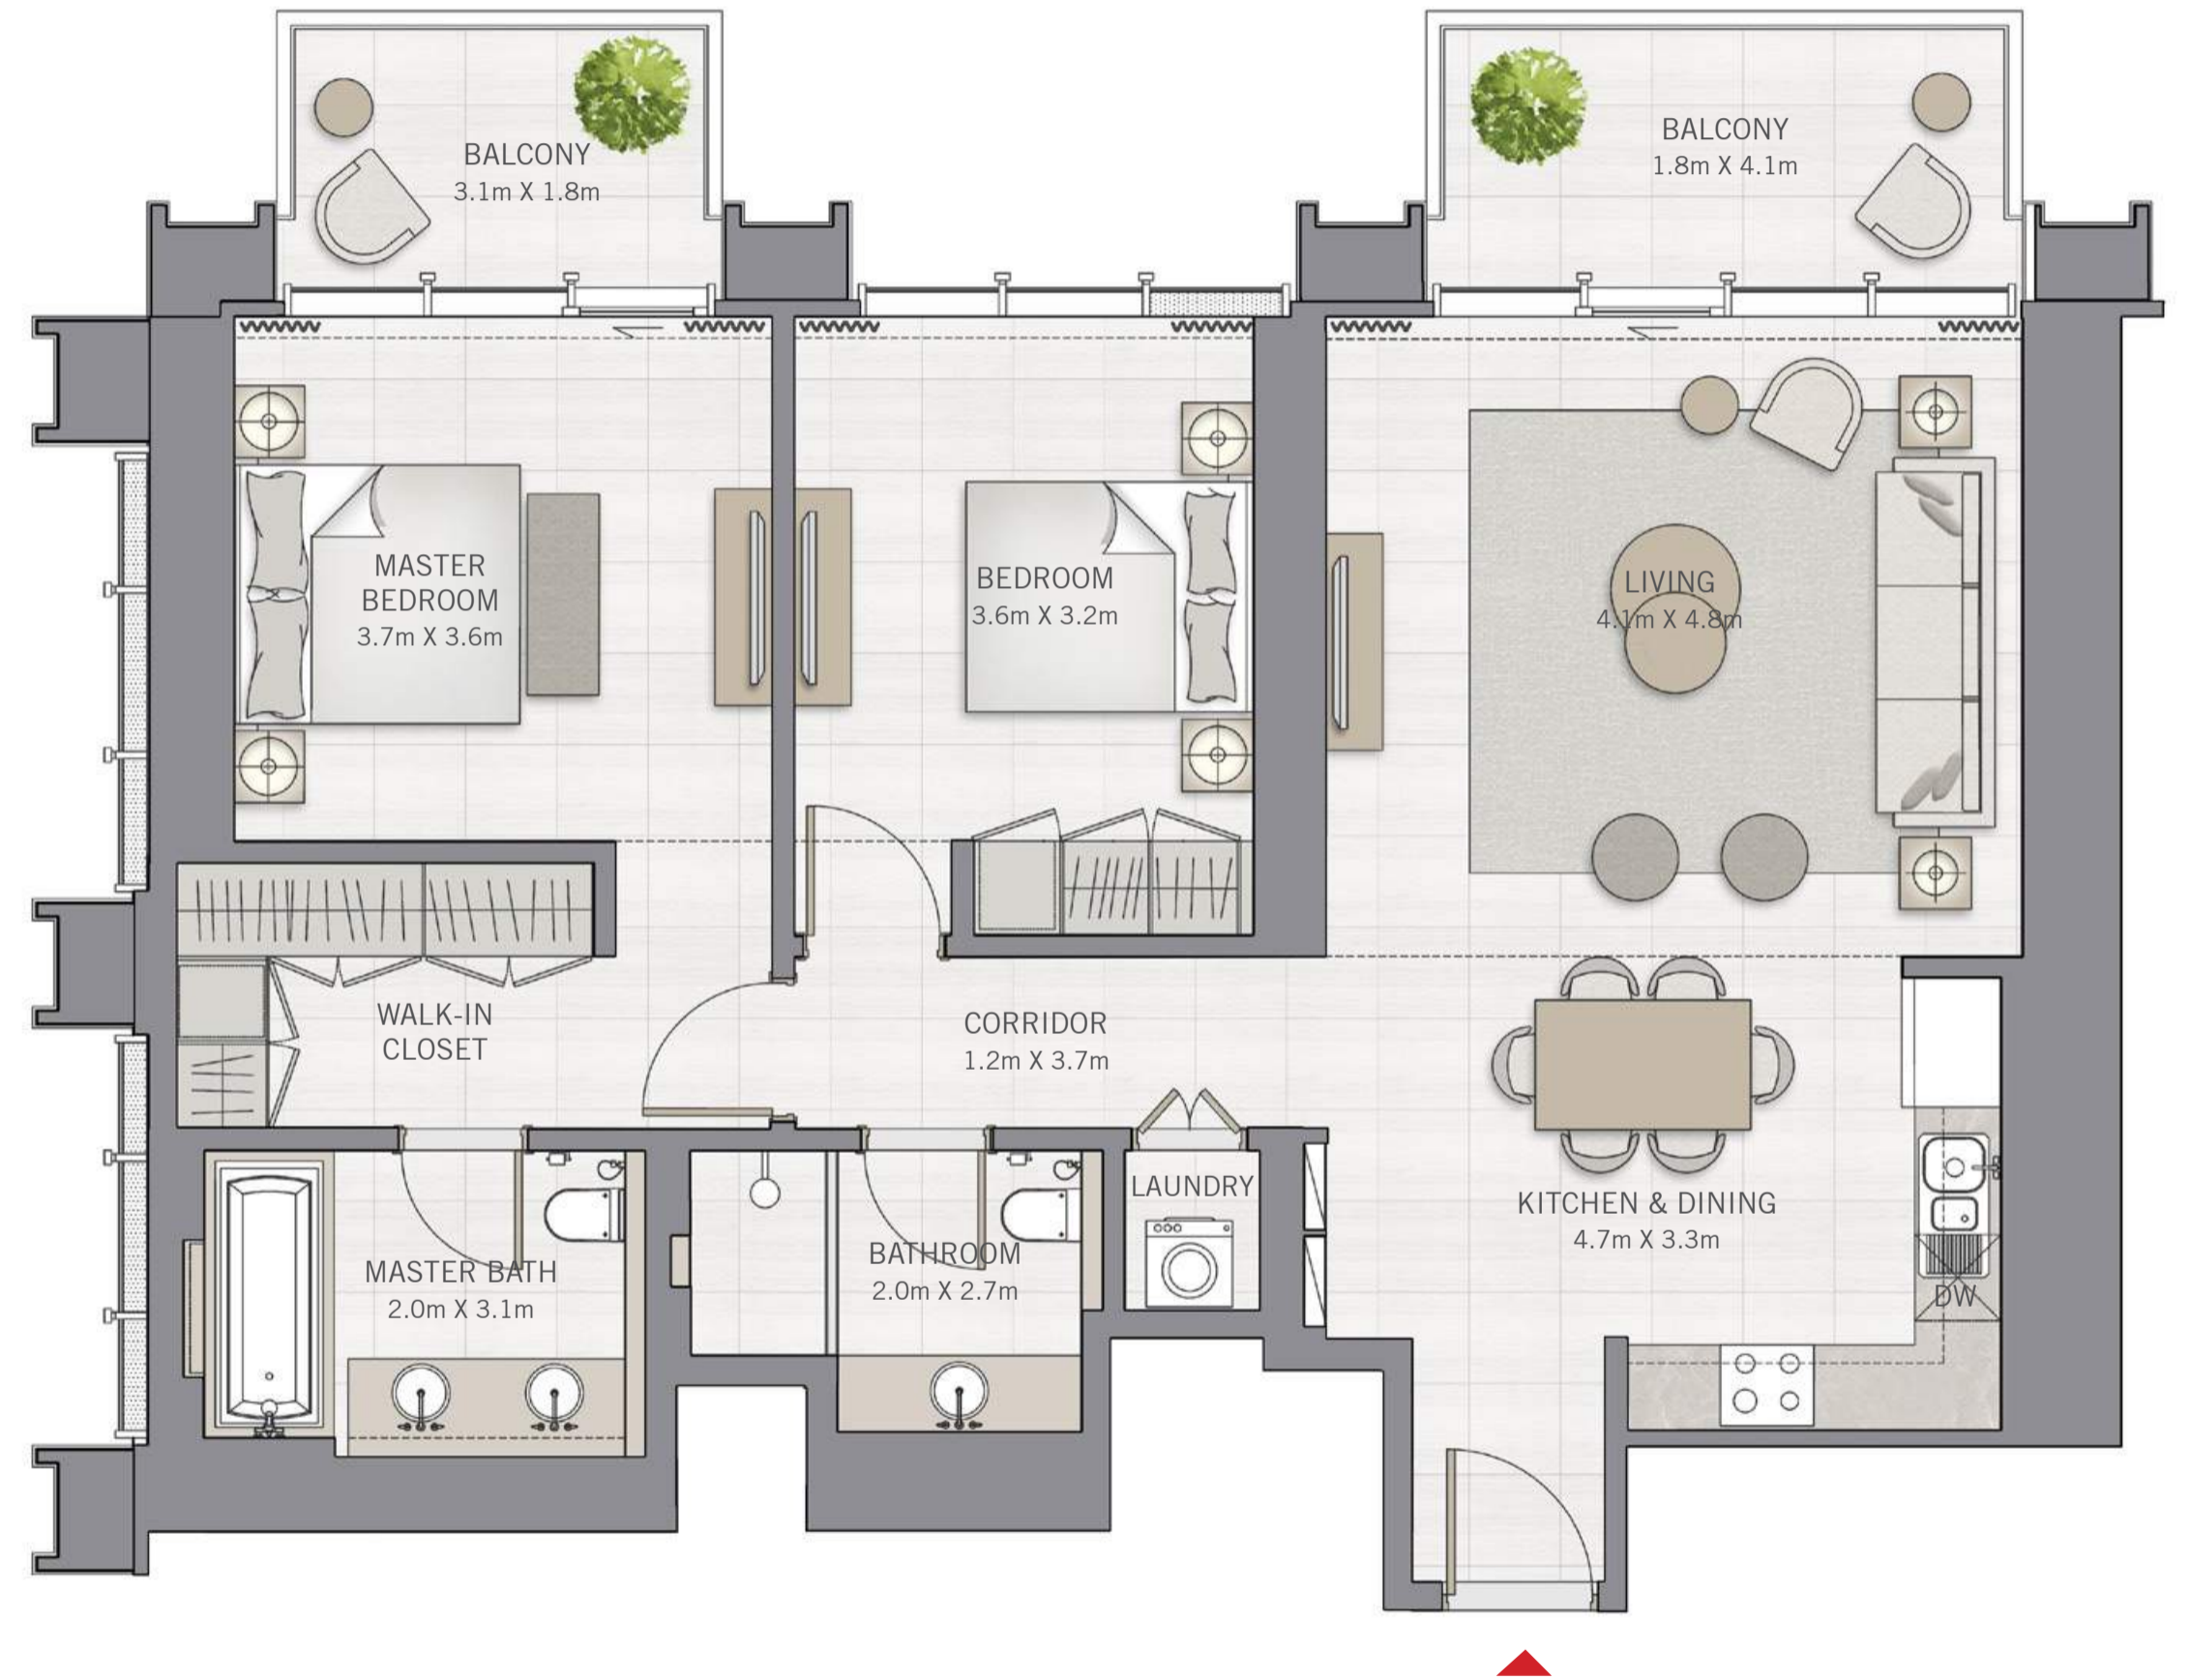 BALCONY
3.1m X 1.8m
BALCONY
1.8m X 4.1m
MASTER
BEDROOM
3.7m X 3.6m
BEDROOM
3.6m X 3.2m
LIVING
4.1m X 4.8m
WALK-IN
CLOSET
CORRIDOR
1.2m X 3.7m
LAUNDRY
KITCHEN & DINING
4.7m X 3.3m
MASTER BATH
2.0m X 3.1m
BATHROOM
2.0m X 2.7m
DW